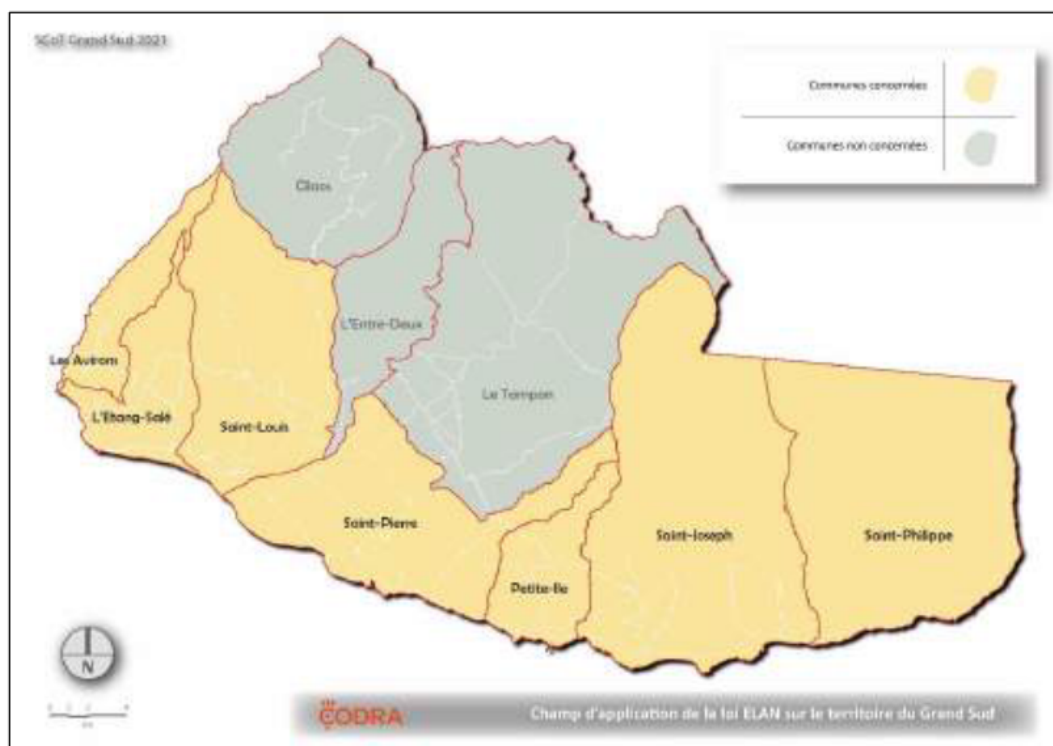 SCoT Grand Sud 2021
Communes concernées
Communes non concernées
Cilaos
L'Entre-Deux
Les Avirons
Le Tampon
L'Etang-Salé
Saint-Louis
Saint-Pierre
Saint-Joseph
Saint-Philippe
Petite-Ile
N
CODRA
Champ d'application de la loi ELAN sur le territoire du Grand Sud